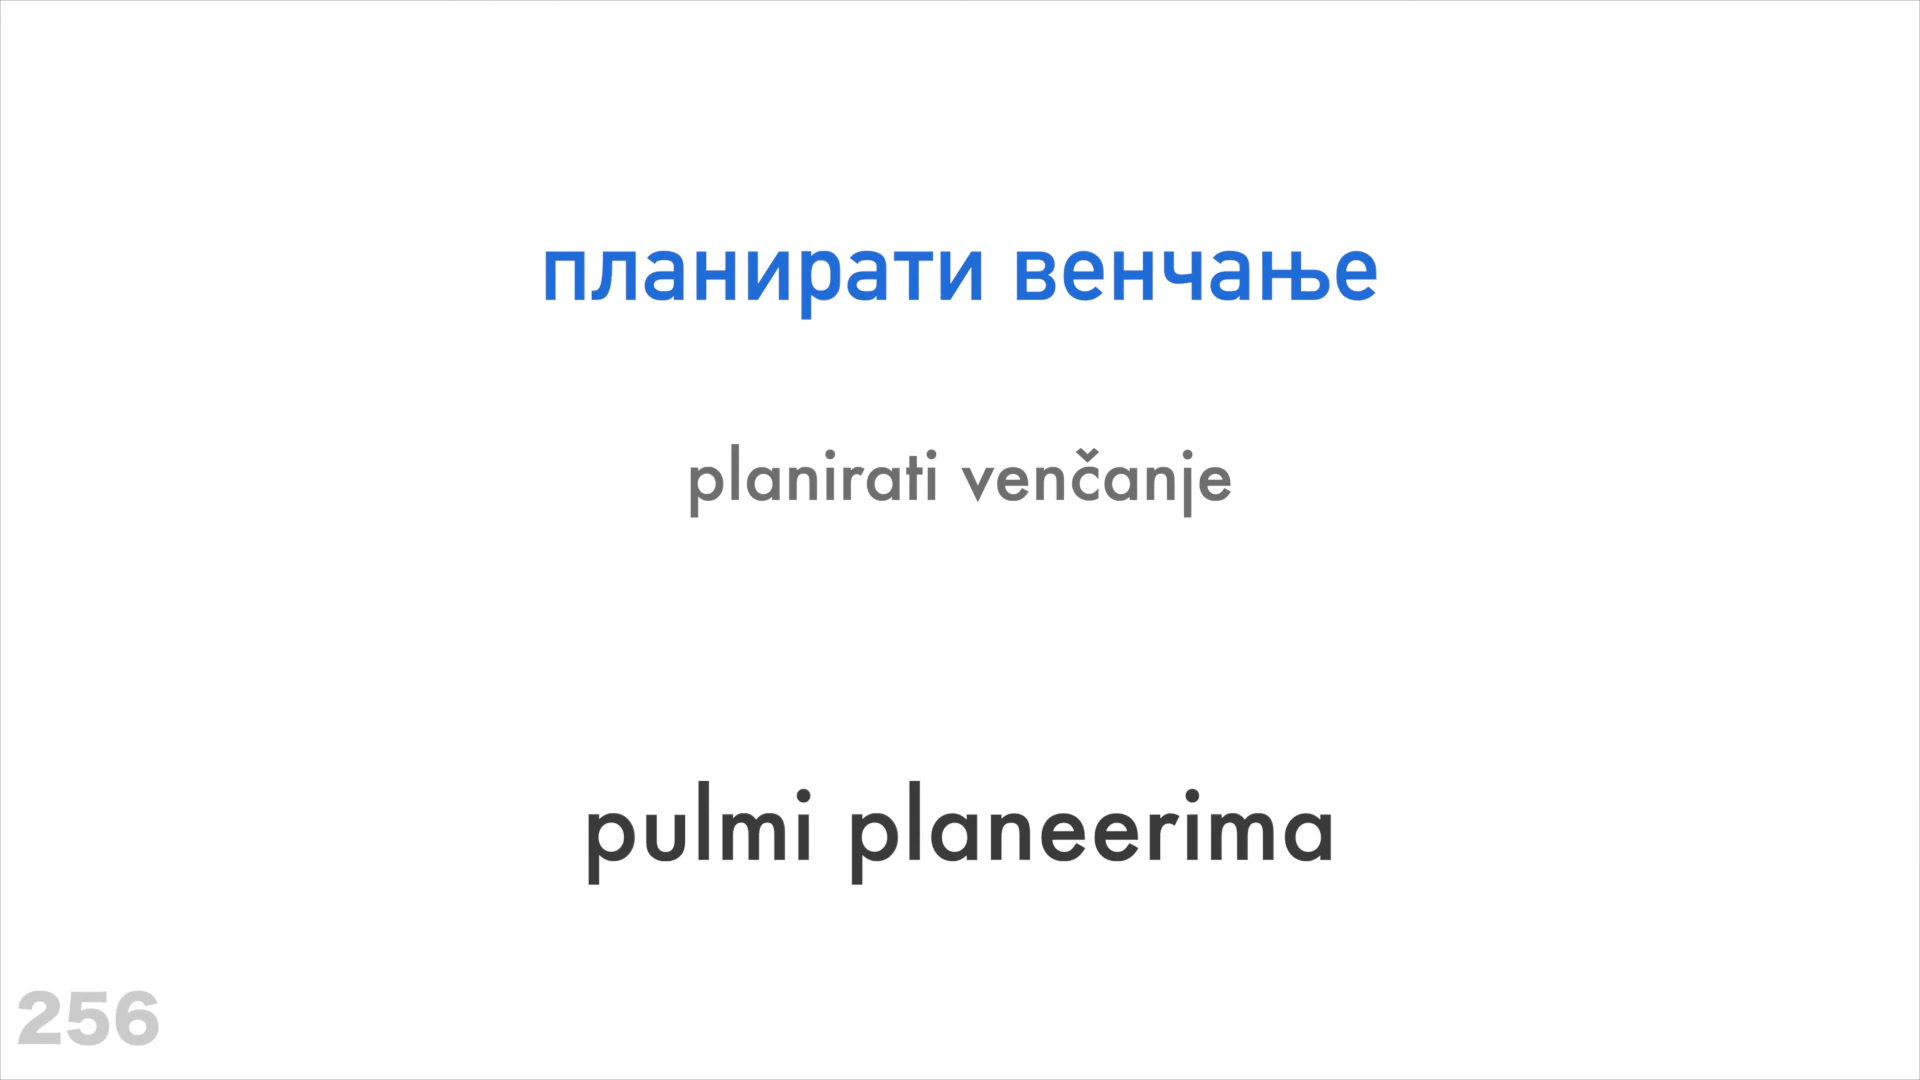 планирати венчање
planirati venčanje
pulmi planeerima
256